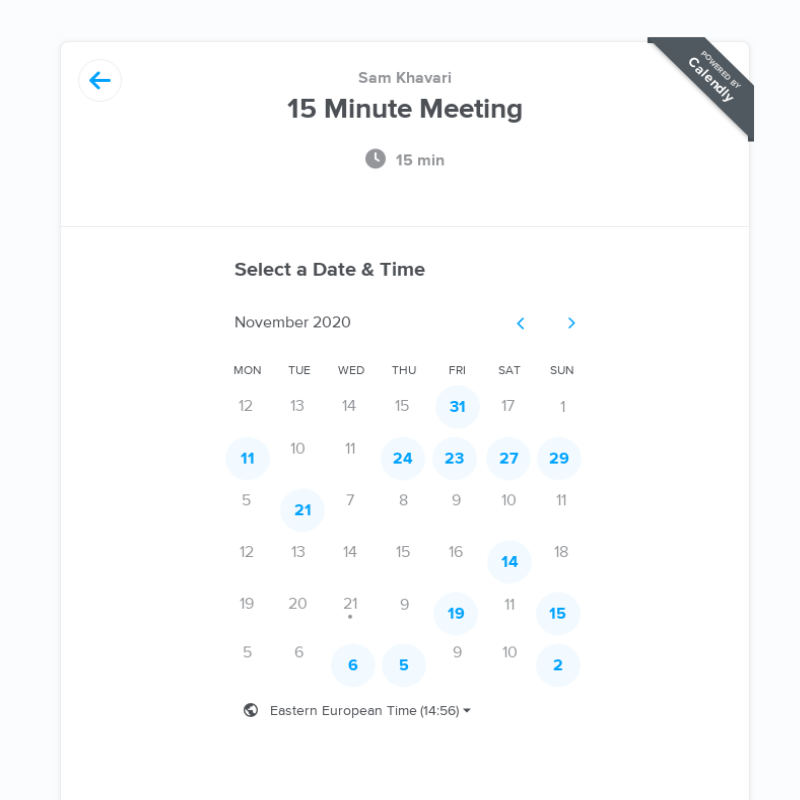 POWERED BY
Calendly
Sam Khavari
15 Minute Meeting
15 min
Select a Date & Time
November 2020
MON TUE WED THU FRI SAT SUN
12 13 14 15 31 17 1
11 10 11 24 23 27 29
5 21 7 8 9 10 11
12 13 14 15 16 14 18
19 20 21 9 19 11 15
5 6 6 5 9 10 2
Eastern European Time (14:56)